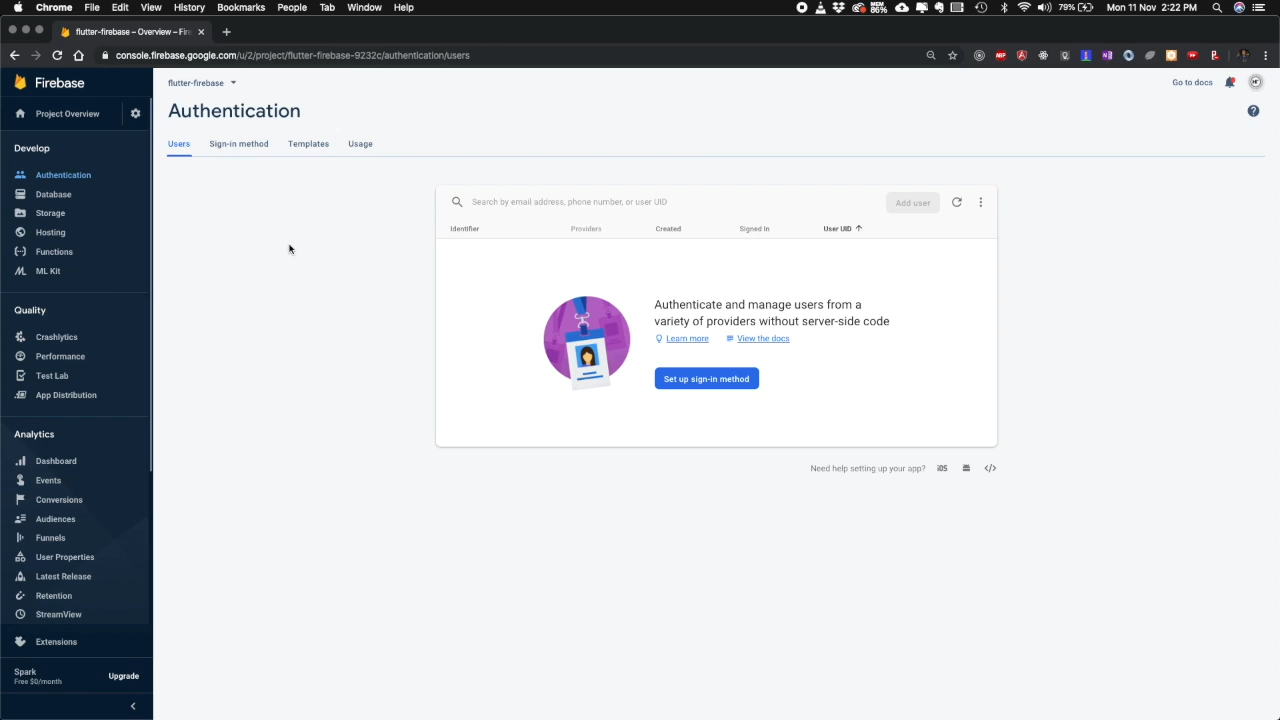 Chrome File Edit View History Bookmarks People Tab Window Help
79%
Mon 11 Nov 2:22 PM
flutter-firebase – Overview – Fire
console.firebase.google.com/u/2/project/flutter-firebase-9232c/authentication/users
ABP
Firebase
flutter-firebase
Go to docs
Project Overview
Authentication
Users Sign-in method Templates Usage
Develop
Authentication
Database
Storage
Hosting
Functions
ML Kit
Quality
Crashlytics
Performance
Test Lab
App Distribution
Analytics
Dashboard
Events
Conversions
Audiences
Funnels
User Properties
Latest Release
Retention
StreamView
Extensions
Spark
Free $0/month
Upgrade
Search by email address, phone number, or user UID
Add user
Identifier Providers Created Signed In User UID
Authenticate and manage users from a
variety of providers without server-side code
Learn more View the docs
Set up sign-in method
Need help setting up your app? iOS